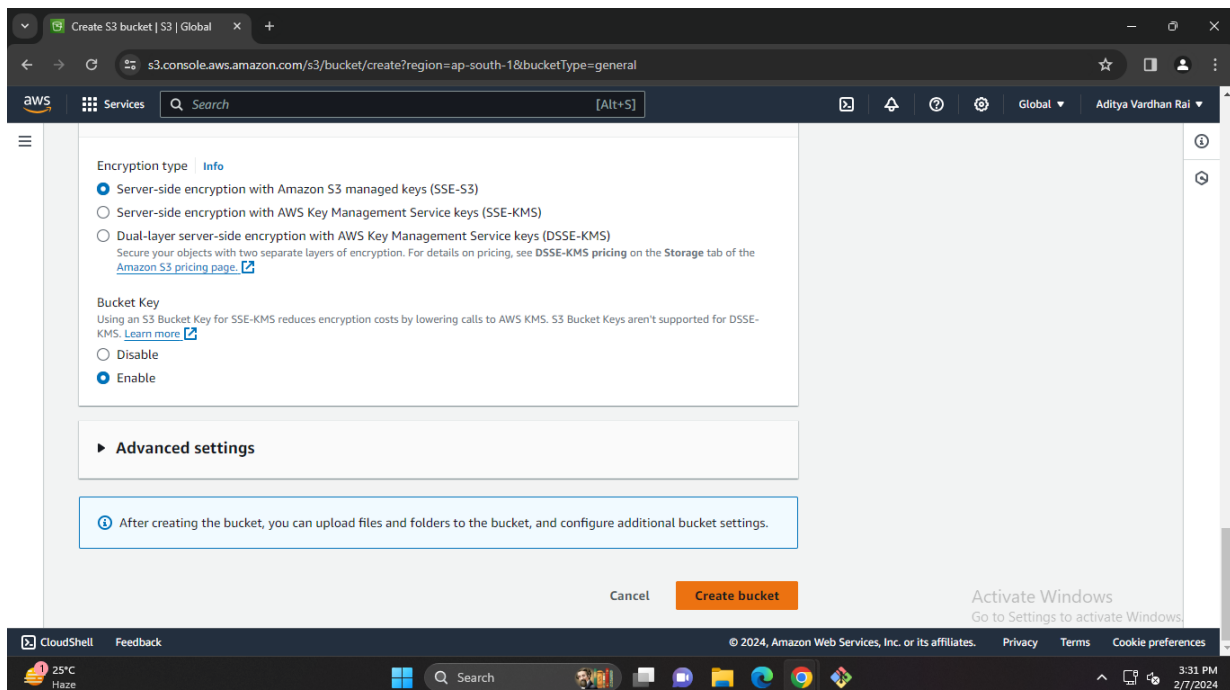 Create S3 bucket | S3 | Global
s3.console.aws.amazon.com/s3/bucket/create?region=ap-south-1&bucketType=general
aws Services Search [Alt+S] Global Aditya Vardhan Rai
Encryption type Info
Server-side encryption with Amazon S3 managed keys (SSE-S3)
Server-side encryption with AWS Key Management Service keys (SSE-KMS)
Dual-layer server-side encryption with AWS Key Management Service keys (DSSE-KMS)
Secure your objects with two separate layers of encryption. For details on pricing, see DSSE-KMS pricing on the Storage tab of the
Amazon S3 pricing page.
Bucket Key
Using an S3 Bucket Key for SSE-KMS reduces encryption costs by lowering calls to AWS KMS. S3 Bucket Keys aren't supported for DSSE-
KMS. Learn more
Disable
Enable
Advanced settings
After creating the bucket, you can upload files and folders to the bucket, and configure additional bucket settings.
Cancel Create bucket
Activate Windows
Go to Settings to activate Windows.
CloudShell Feedback © 2024, Amazon Web Services, Inc. or its affiliates. Privacy Terms Cookie preferences
1 25°C Search 3:31 PM
Haze 2/7/2024